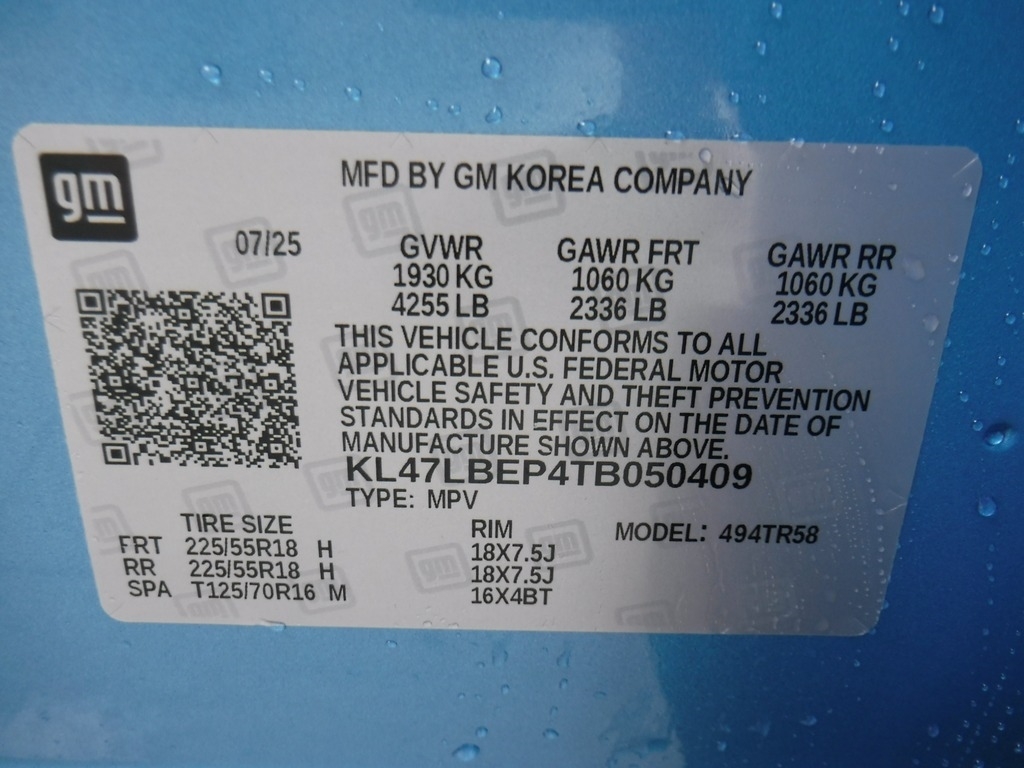 gm
MFD BY GM KOREA COMPANY
07/25
GVWR GAWR FRT GAWR RR
1930 KG 1060 KG 1060 KG
4255 LB 2336 LB 2336 LB
THIS VEHICLE CONFORMS TO ALL
APPLICABLE U.S. FEDERAL MOTOR
VEHICLE SAFETY AND THEFT PREVENTION
STANDARDS IN EFFECT ON THE DATE OF
MANUFACTURE SHOWN ABOVE.
KL47LBEP4TB050409
TYPE: MPV
TIRE SIZE RIM MODEL: 494TR58
FRT 225/55R18 H 18X7.5J
RR 225/55R18 H 18X7.5J
SPA T125/70R16 M 16X4BT